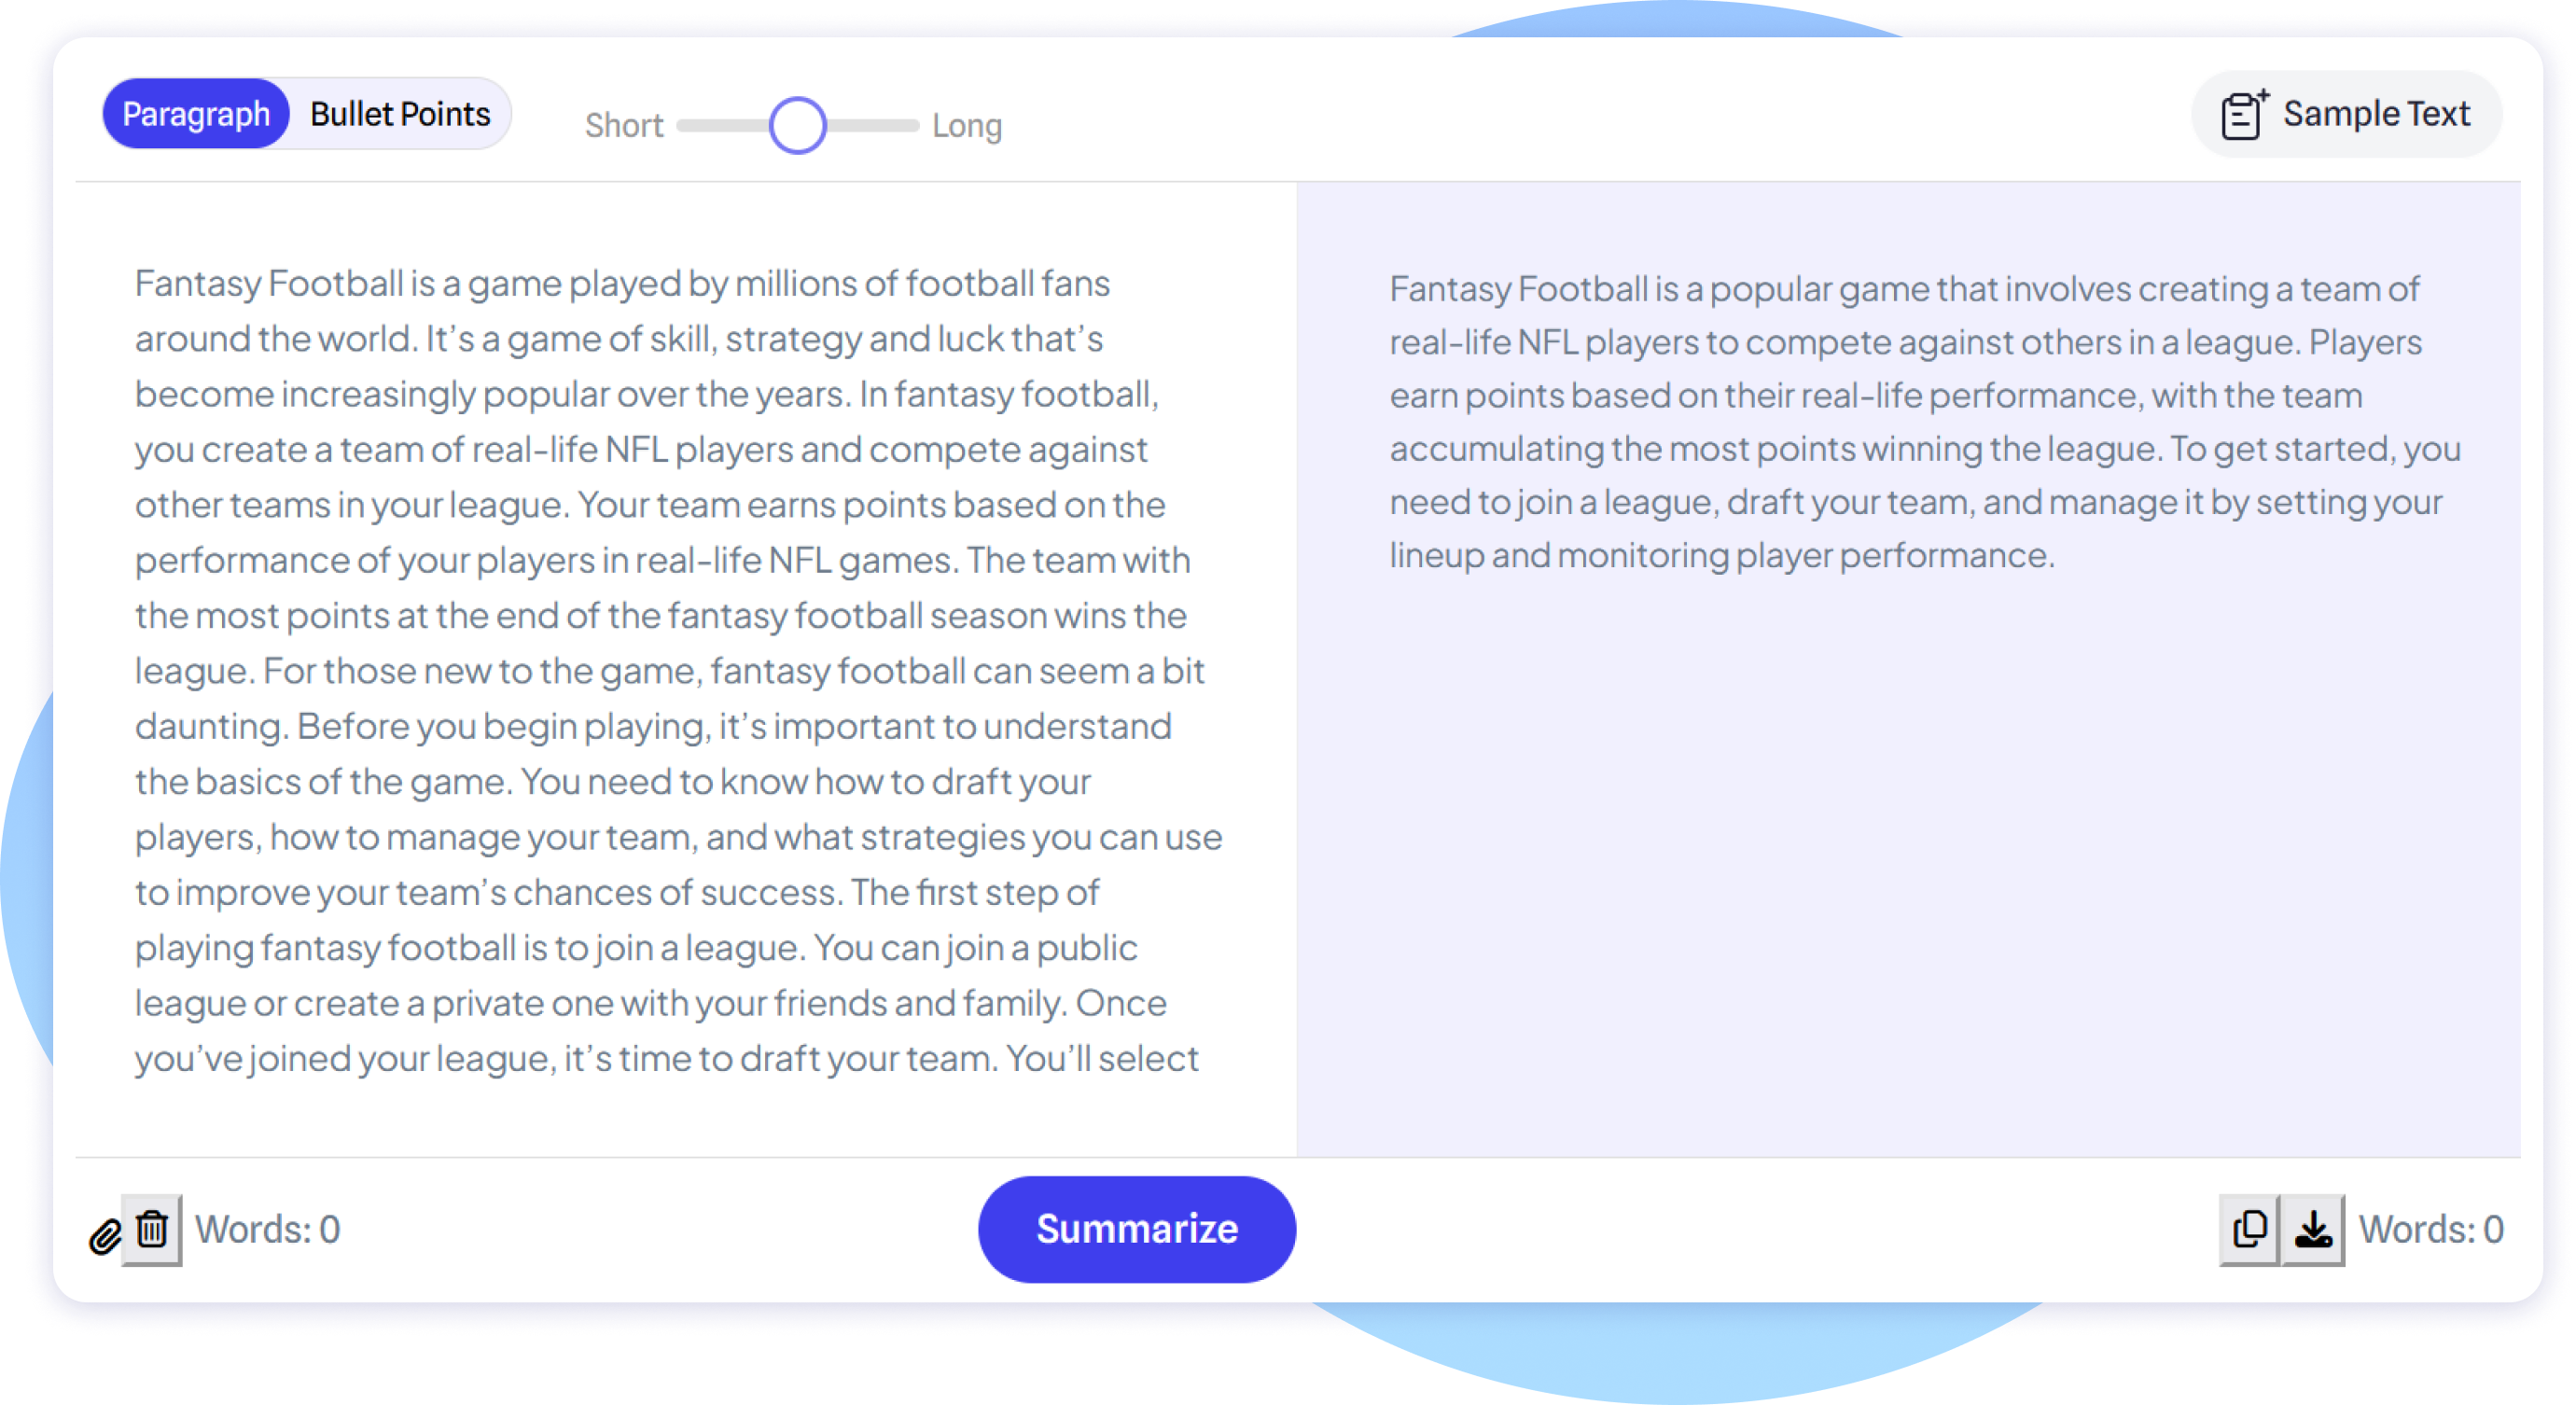 Paragraph Bullet Points Short Long Sample Text
Fantasy Football is a game played by millions of football fans
around the world. It’s a game of skill, strategy and luck that’s
become increasingly popular over the years. In fantasy football,
you create a team of real-life NFL players and compete against
other teams in your league. Your team earns points based on the
performance of your players in real-life NFL games. The team with
the most points at the end of the fantasy football season wins the
league. For those new to the game, fantasy football can seem a bit
daunting. Before you begin playing, it’s important to understand
the basics of the game. You need to know how to draft your
players, how to manage your team, and what strategies you can use
to improve your team’s chances of success. The first step of
playing fantasy football is to join a league. You can join a public
league or create a private one with your friends and family. Once
you’ve joined your league, it’s time to draft your team. You’ll select
Fantasy Football is a popular game that involves creating a team of
real-life NFL players to compete against others in a league. Players
earn points based on their real-life performance, with the team
accumulating the most points winning the league. To get started, you
need to join a league, draft your team, and manage it by setting your
lineup and monitoring player performance.
Words: 0 Summarize Words: 0